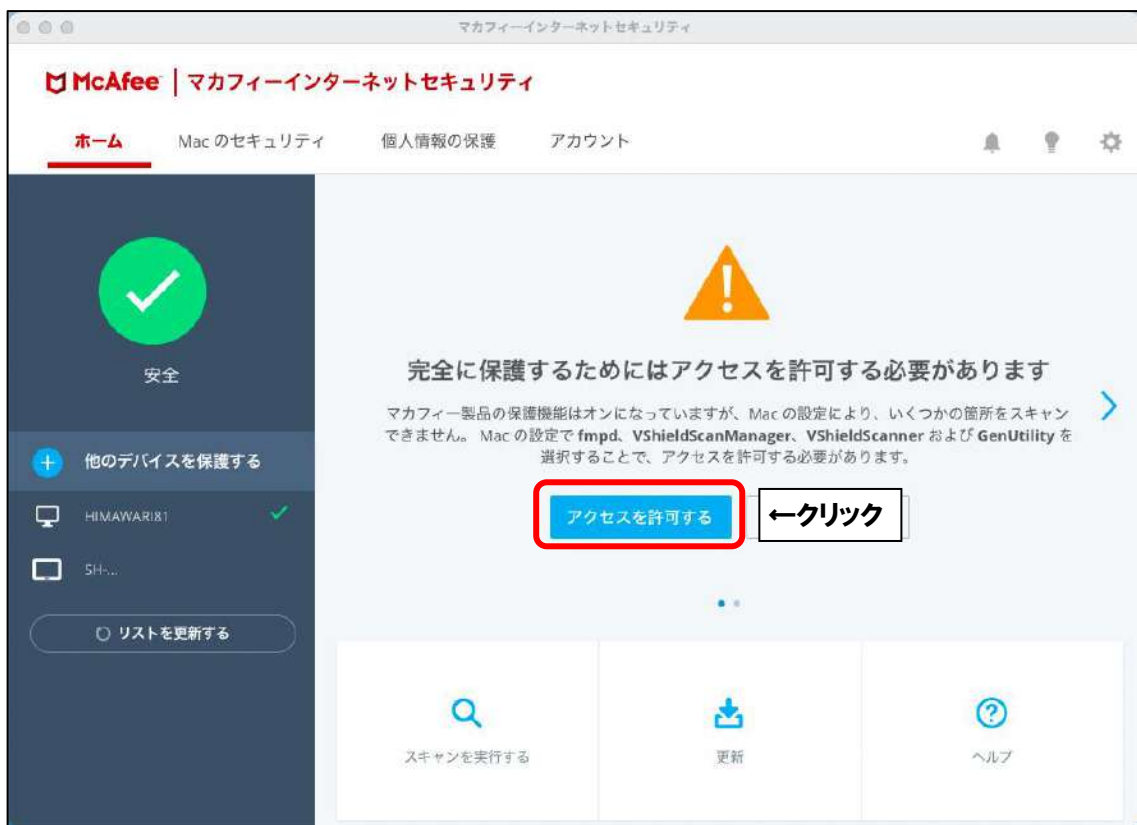 マカフィーインターネットセキュリティ
McAfee | マカフィーインターネットセキュリティ
ホーム Mac のセキュリティ 個人情報の保護 アカウント
安全
他のデバイスを保護する
HIMAWARI81
SH-...
リストを更新する
完全に保護するためにはアクセスを許可する必要があります
マカフィー製品の保護機能はオンになっていますが、Mac の設定により、いくつかの箇所をスキャン
できません。 Mac の設定で fmpd、VShieldScanManager、VShieldScanner および GenUtility を
選択することで、アクセスを許可する必要があります。
アクセスを許可する ←クリック
スキャンを実行する 更新 ヘルプ